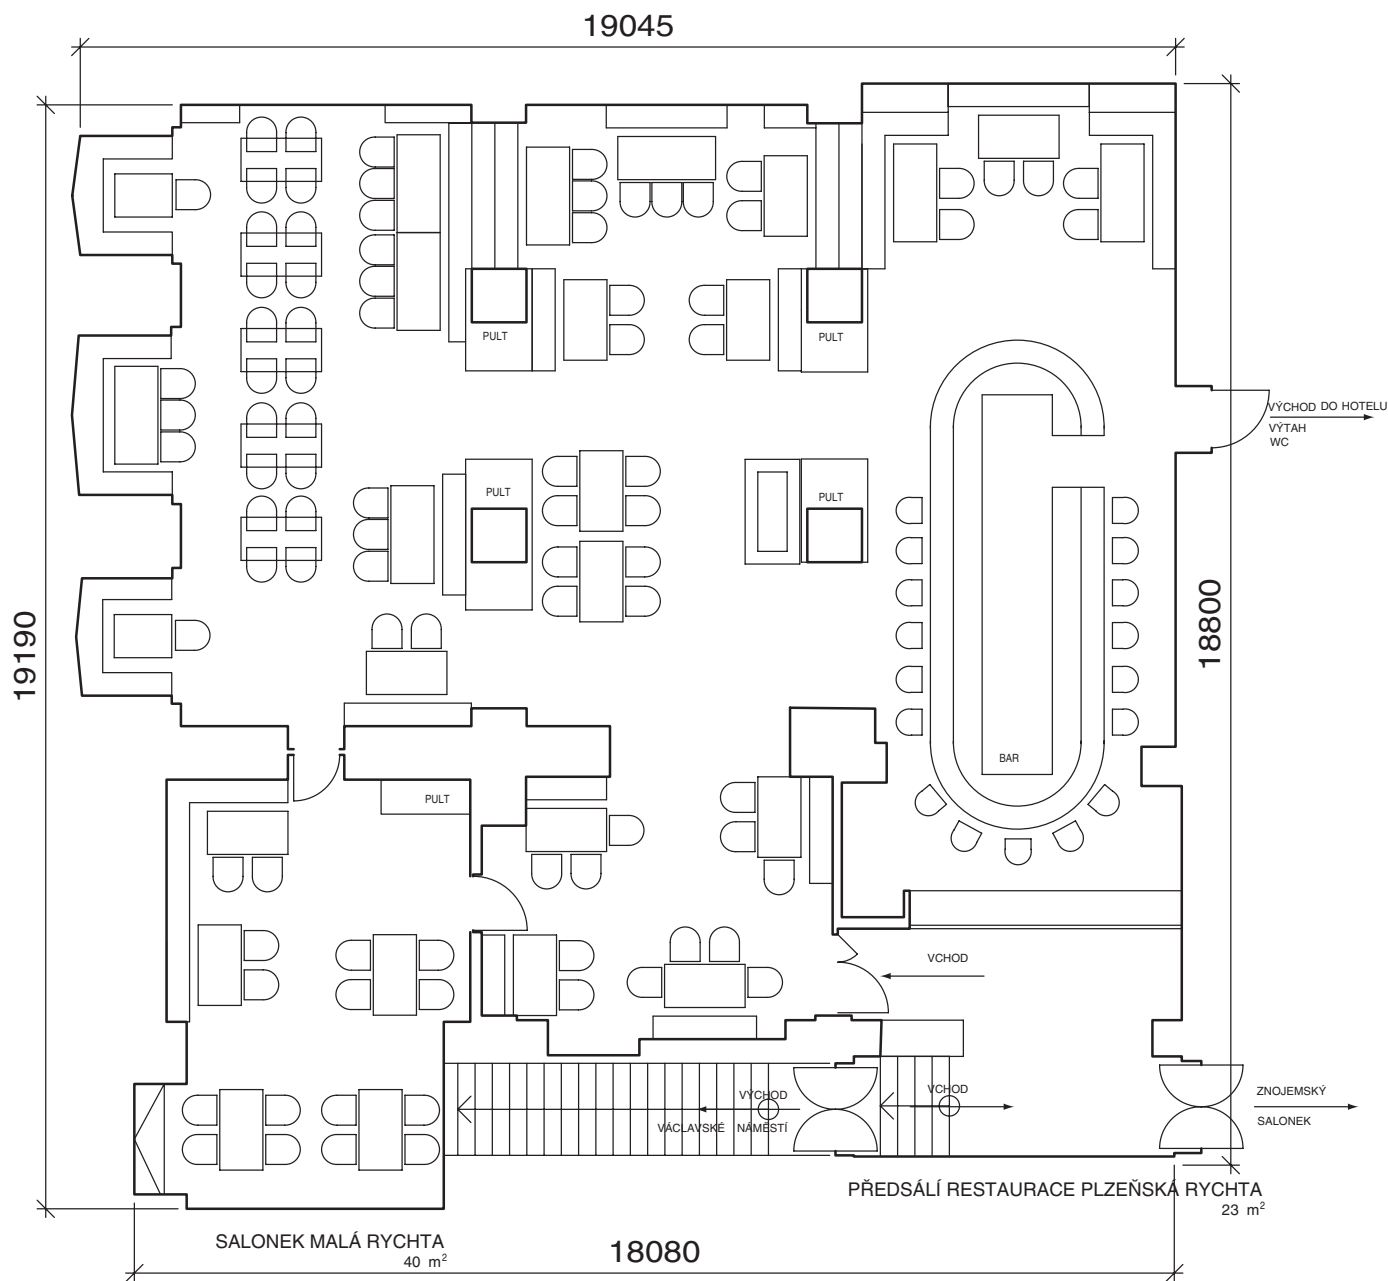 19045
PULT
PULT
VÝCHOD DO HOTELU
VÝTAH
WC
PULT
PULT
19190
18800
BAR
PULT
VCHOD
VÝCHOD
VÁCLAVSKÉ NÁMĚSTÍ
VCHOD
ZNOJEMSKÝ
SALONEK
PŘEDSÁLÍ RESTAURACE PLZEŇSKÁ RYCHTA
23 m²
SALONEK MALÁ RYCHTA
40 m²
18080